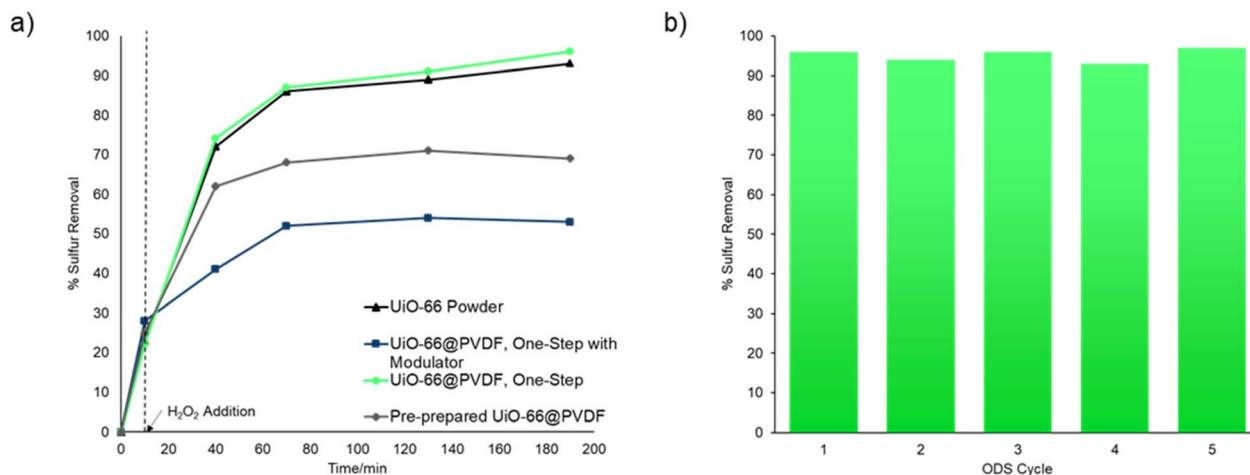 a)
% Sulfur Removal
100
90
80
70
60
50
40
30
20
10
0
H₂O₂ Addition
UiO-66 Powder
UiO-66@PVDF, One-Step with
Modulator
UiO-66@PVDF, One-Step
Pre-prepared UiO-66@PVDF
0 20 40 60 80 100 120 140 160 180 200
Time/min
b)
% Sulfur Removal
100
90
80
70
60
50
40
30
20
10
0
1 2 3 4 5
ODS Cycle